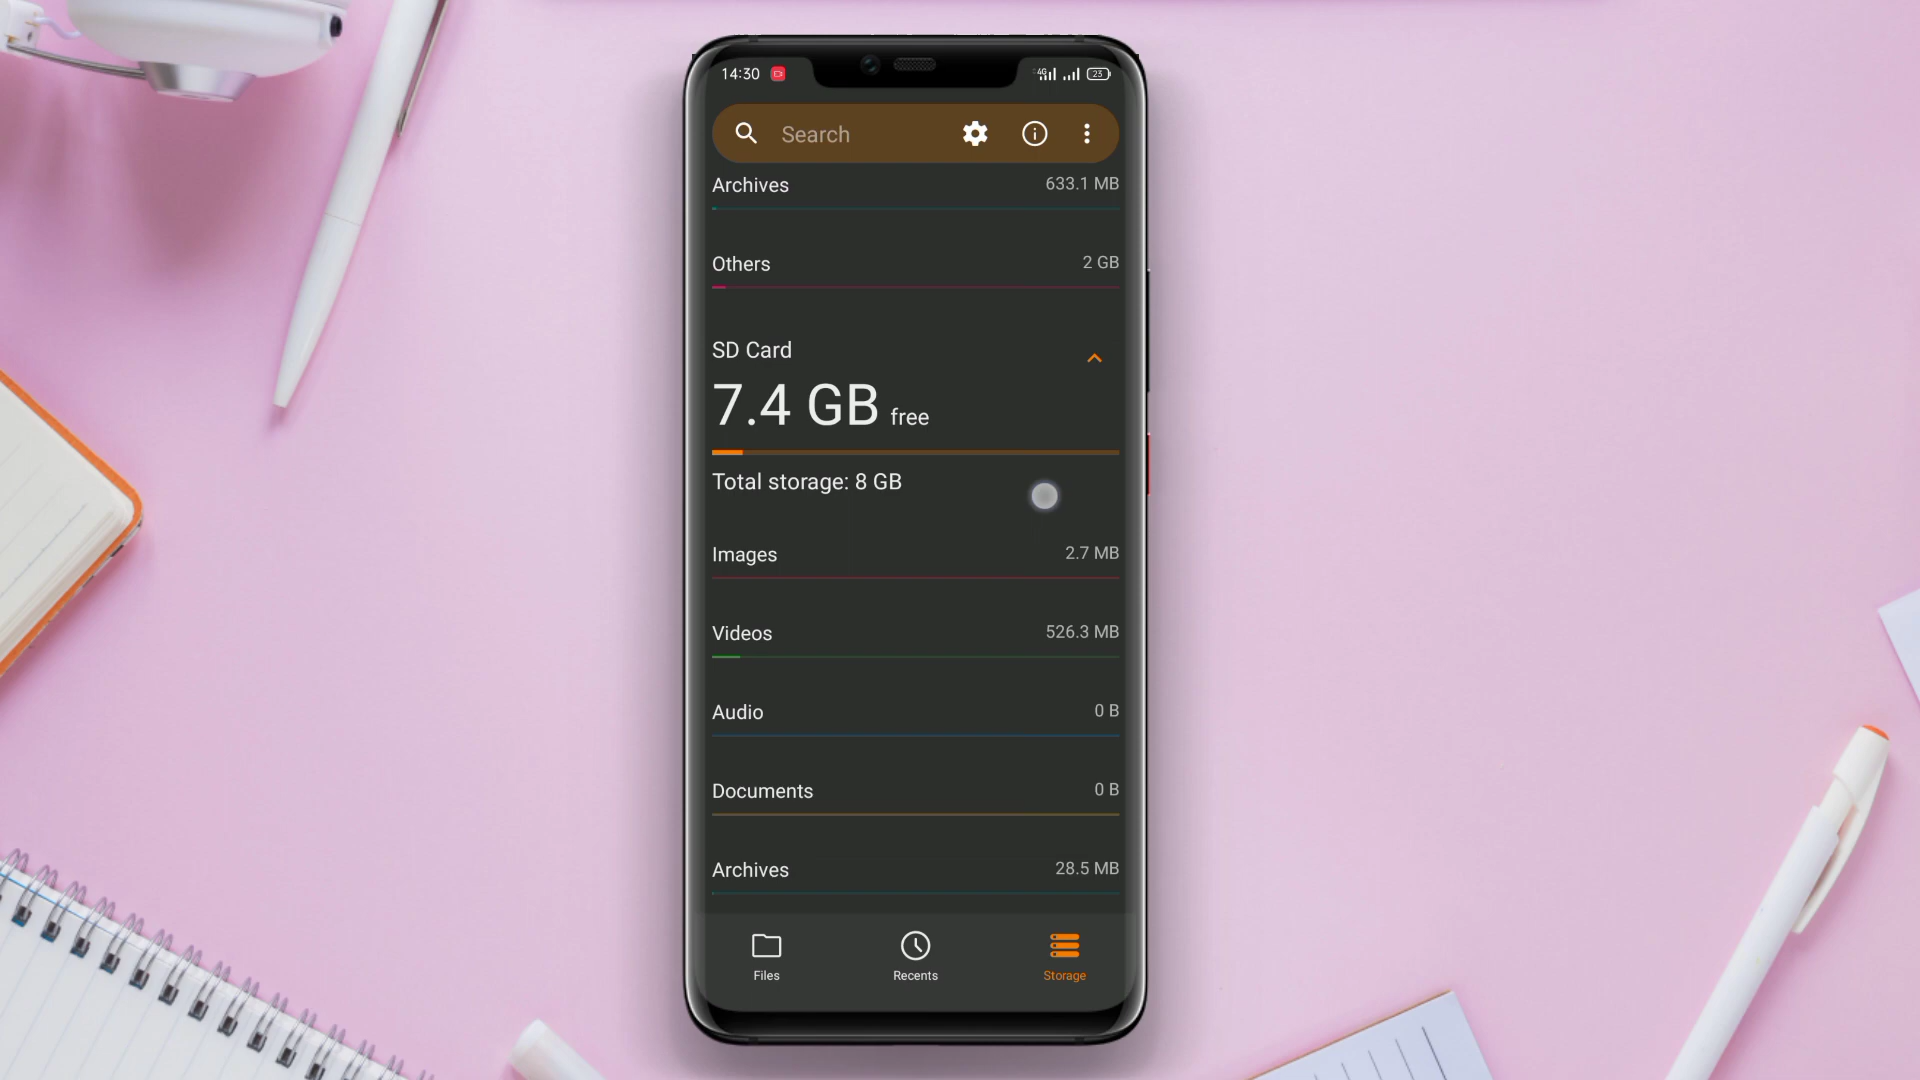 14:30 4G 23
Search
Archives 633.1 MB
Others 2 GB
SD Card
7.4 GB free
Total storage: 8 GB
Images 2.7 MB
Videos 526.3 MB
Audio 0 B
Documents 0 B
Archives 28.5 MB
Files Recents Storage